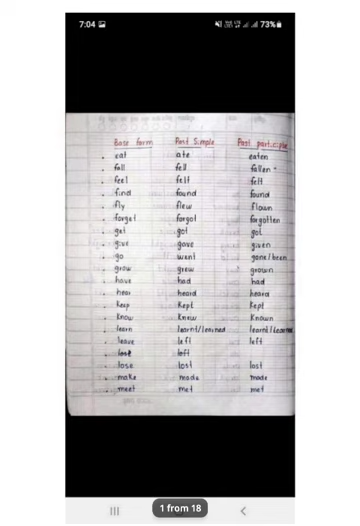 7:04 73%
Base form Past Simple Past participle
eat ate eaten
fall fell fallen
feel felt felt
find found found
fly flew flown
forget forgot forgotten
get got got
give gave given
go went gone/been
grow grew grown
have had had
hear heard heard
keep kept kept
know knew known
learn learnt/learned learnt/learned
leave left left
lose left
lose lost lost
make made made
meet met met
1 from 18